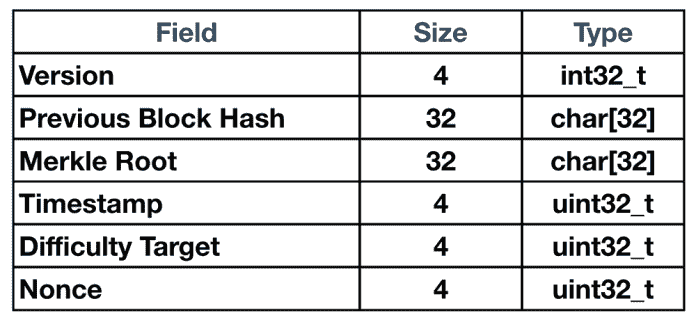 Field Size Type
Version 4 int32_t
Previous Block Hash 32 char[32]
Merkle Root 32 char[32]
Timestamp 4 uint32_t
Difficulty Target 4 uint32_t
Nonce 4 uint32_t